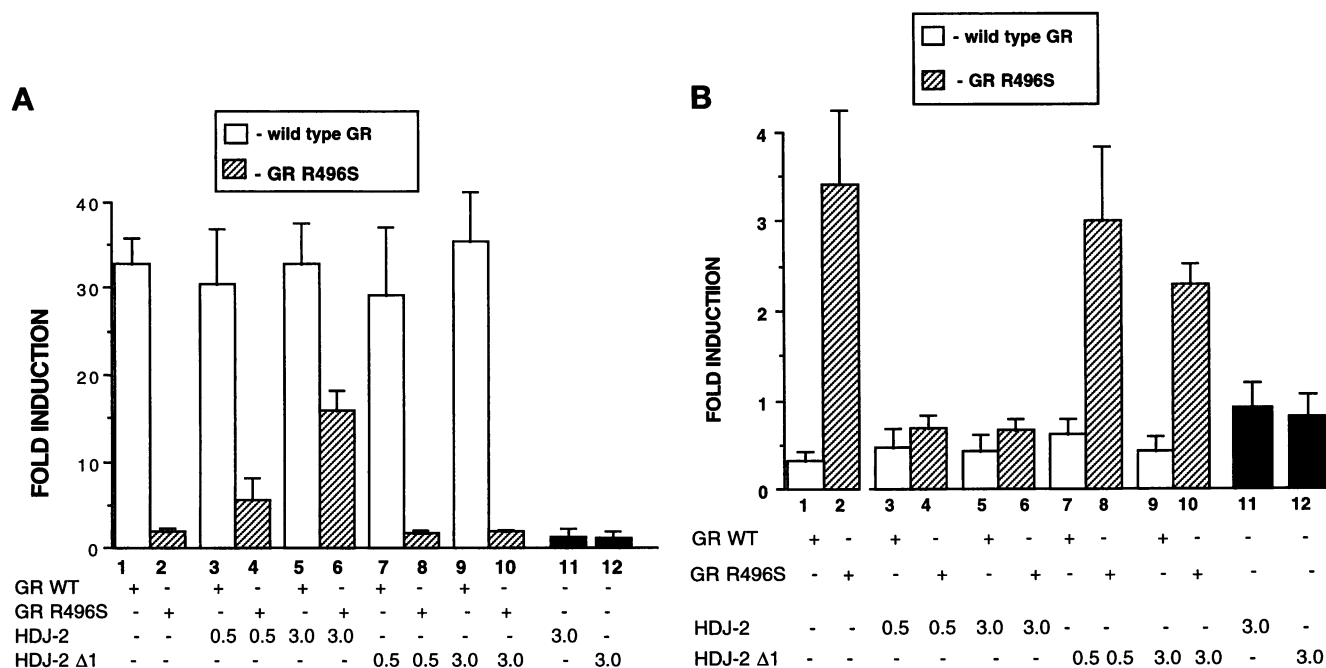 A
- wild type GR
- GR R496S
FOLD INDUCTION
40
30
20
10
0
1 2 3 4 5 6 7 8 9 10 11 12
GR WT + - + - + - + - + - - -
GR R496S - + - + - + - + - + - -
HDJ-2 - - 0.5 0.5 3.0 3.0 - - - - 3.0 -
HDJ-2 Δ1 - - - - - - 0.5 0.5 3.0 3.0 - 3.0
B
- wild type GR
- GR R496S
FOLD INDUCTIION
4
3
2
1
0
1 2 3 4 5 6 7 8 9 10 11 12
GR WT + - + - + - + - + - - -
GR R496S - + - + - + - + - + - -
HDJ-2 - - 0.5 0.5 3.0 3.0 - - - - 3.0 -
HDJ-2 Δ1 - - - - - - 0.5 0.5 3.0 3.0 - 3.0